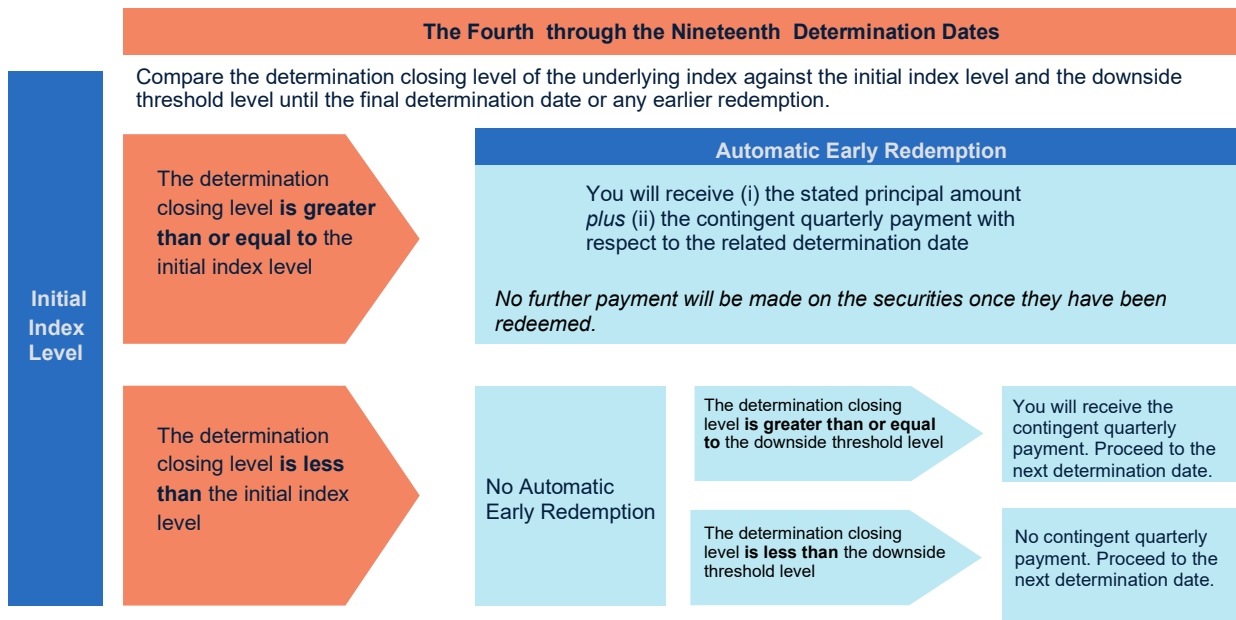 The Fourth through the Nineteenth Determination Dates
Compare the determination closing level of the underlying index against the initial index level and the downside
threshold level until the final determination date or any earlier redemption.
Initial
Index
Level
The determination
closing level is greater
than or equal to the
initial index level
Automatic Early Redemption
You will receive (i) the stated principal amount
plus (ii) the contingent quarterly payment with
respect to the related determination date
No further payment will be made on the securities once they have been
redeemed.
The determination
closing level is less
than the initial index
level
No Automatic
Early Redemption
The determination closing
level is greater than or equal
to the downside threshold level
You will receive the
contingent quarterly
payment. Proceed to the
next determination date.
The determination closing
level is less than the downside
threshold level
No contingent quarterly
payment. Proceed to the
next determination date.